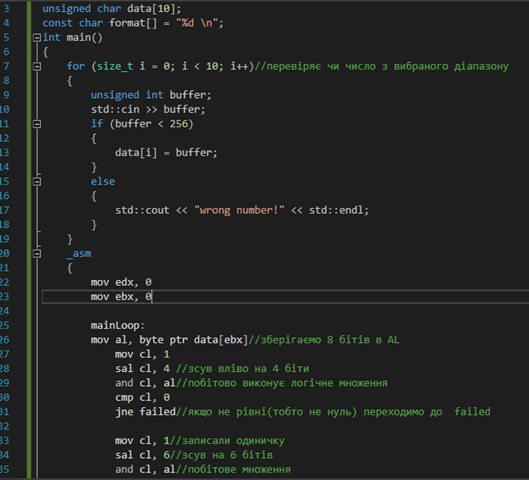 3 unsigned char data[10];
4 const char format[] = "%d \n";
5 int main()
6 {
7 for (size_t i = 0; i < 10; i++)//перевіряє чи число з вибраного діапазону
8 {
9 unsigned int buffer;
10 std::cin >> buffer;
11 if (buffer < 256)
12 {
13 data[i] = buffer;
14 }
15 else
16 {
17 std::cout << "wrong number!" << std::endl;
18 }
19 }
20 _asm
21 {
22 mov edx, 0
23 mov ebx, 0
24
25 mainLoop:
26 mov al, byte ptr data[ebx]//зберігаємо 8 бітів в AL
27 mov cl, 1
28 sal cl, 4 //зсув вліво на 4 біти
29 and cl, al//побітово виконує логічне множення
30 cmp cl, 0
31 jne failed//якщо не рівні(тобто не нуль) переходимо до failed
32
33 mov cl, 1//записали одиничку
34 sal cl, 6//зсув на 6 бітів
35 and cl, al//побітове множення